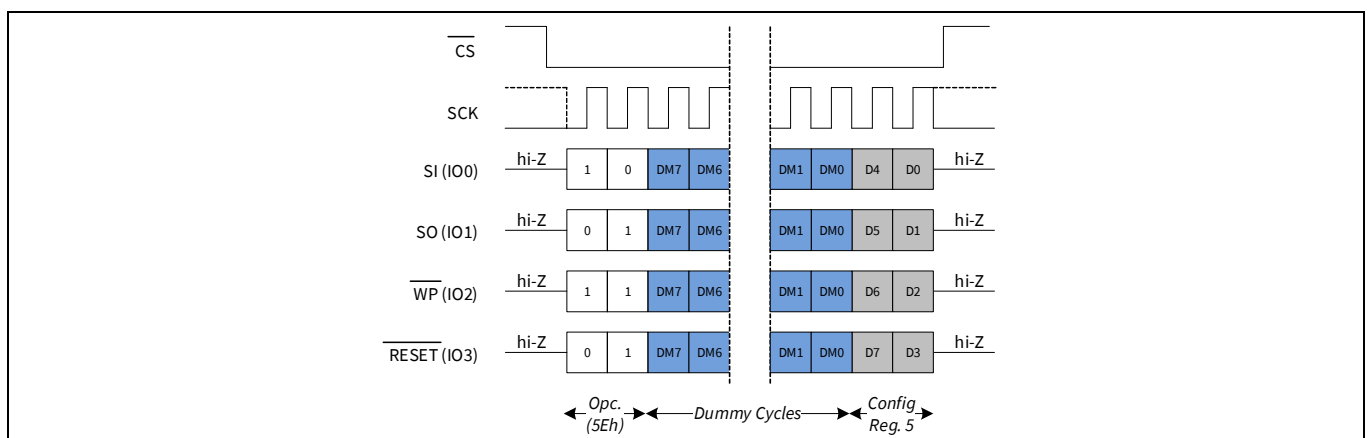 CS
SCK
SI (IO0) hi-Z 1 0 DM7 DM6 DM1 DM0 D4 D0 hi-Z
SO (IO1) hi-Z 0 1 DM7 DM6 DM1 DM0 D5 D1 hi-Z
WP (IO2) hi-Z 1 1 DM7 DM6 DM1 DM0 D6 D2 hi-Z
RESET (IO3) hi-Z 0 1 DM7 DM6 DM1 DM0 D7 D3 hi-Z
Opc. Dummy Cycles Config
(5Eh) Reg. 5